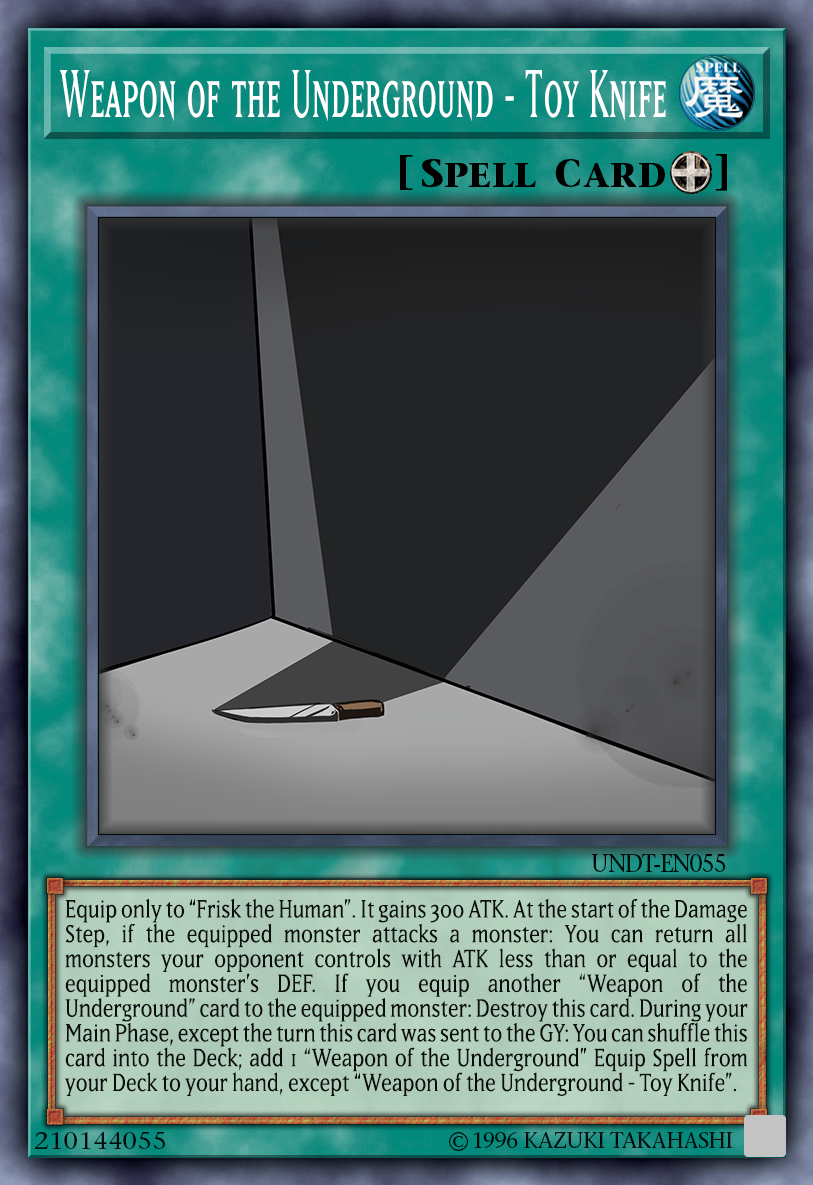 Weapon of the Underground - Toy Knife
SPELL
魔
[Spell Card]
UNDT-EN055
Equip only to “Frisk the Human”. It gains 300 ATK. At the start of the Damage
Step, if the equipped monster attacks a monster: You can return all
monsters your opponent controls with ATK less than or equal to the
equipped monster's DEF. If you equip another “Weapon of the
Underground” card to the equipped monster: Destroy this card. During your
Main Phase, except the turn this card was sent to the GY: You can shuffle this
card into the Deck; add 1 “Weapon of the Underground” Equip Spell from
your Deck to your hand, except “Weapon of the Underground - Toy Knife”.
210144055
© 1996 KAZUKI TAKAHASHI